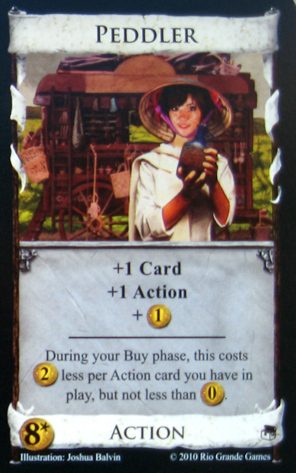 PEDDLER
+1 Card
+1 Action
+ 1
During your Buy phase, this costs
2 less per Action card you have in
play, but not less than 0.
8* ACTION
Illustration: Joshua Balvin © 2010 Rio Grande Games